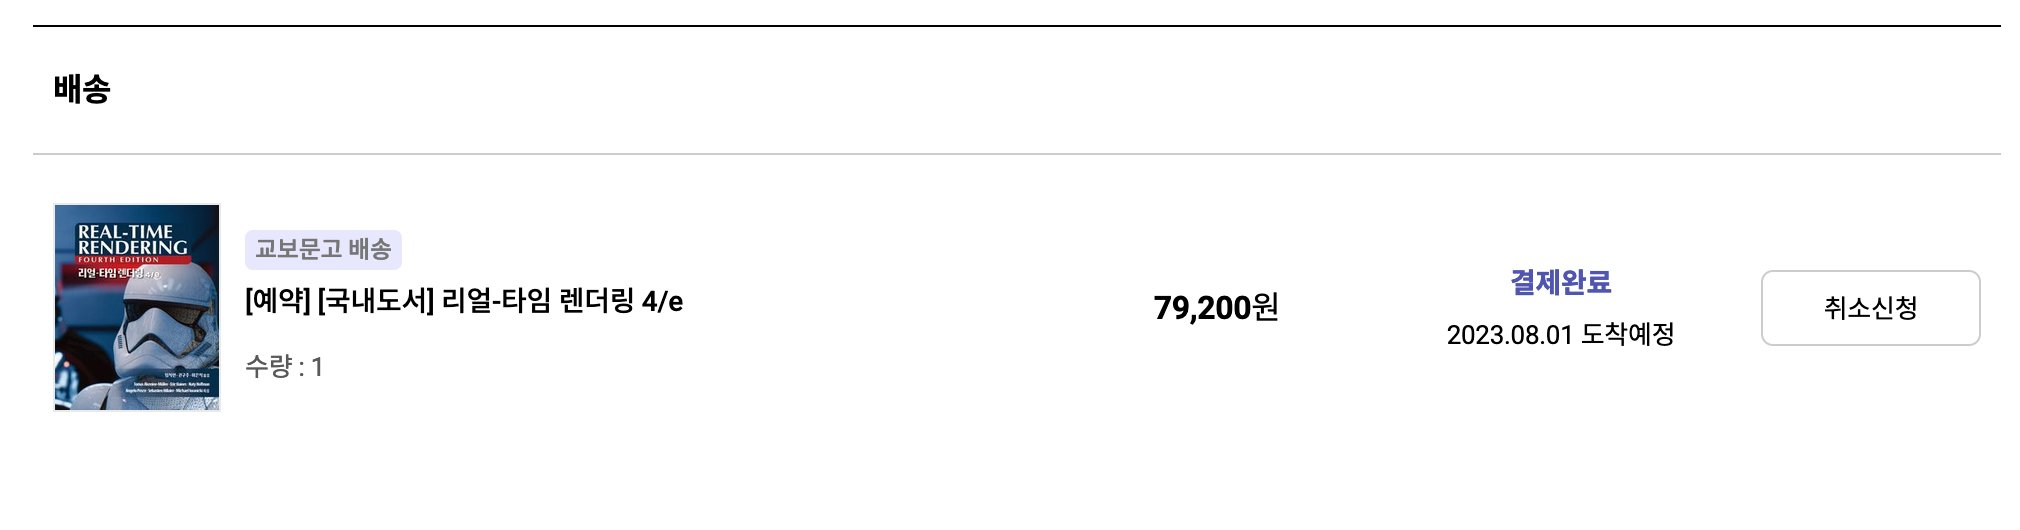 배송
REAL-TIME
RENDERING
FOURTH EDITION
리얼-타임 렌더링 4/e
교보문고 배송
[예약] [국내도서] 리얼-타임 렌더링 4/e
수량 : 1
79,200원
결제완료
2023.08.01 도착예정
취소신청